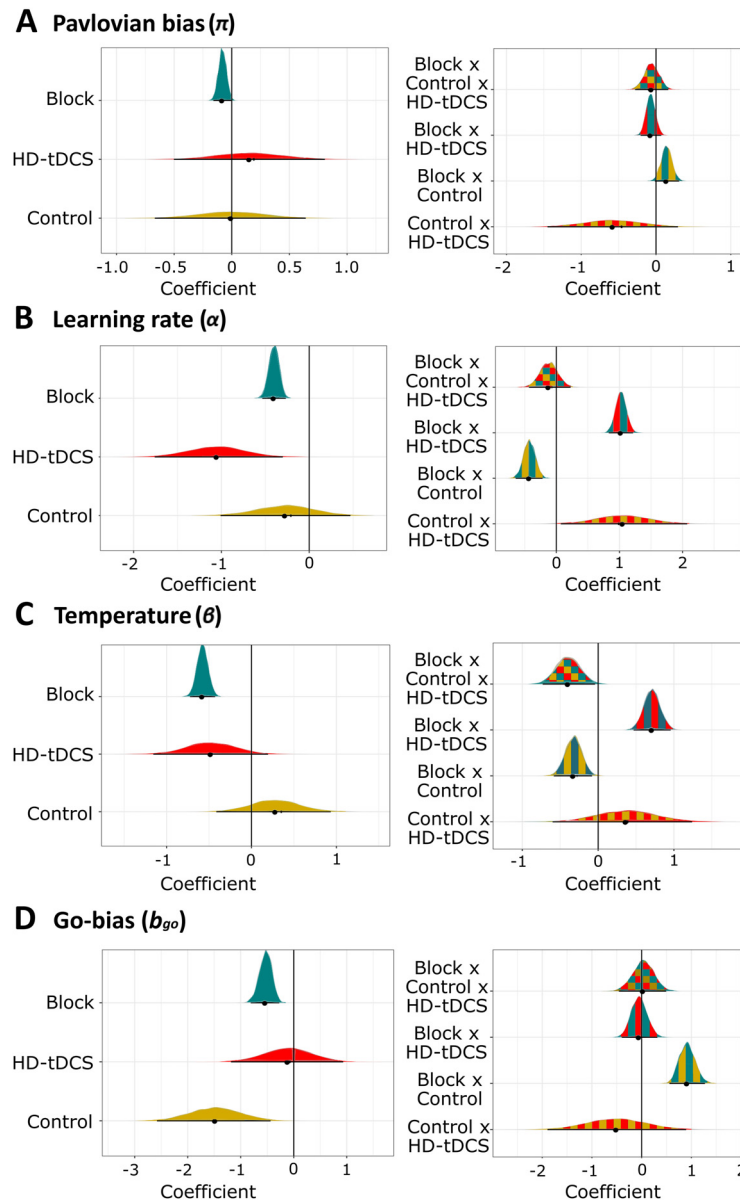 A Pavlovian bias (π)
Block
HD-tDCS
Control
-1.0 -0.5 0 0.5 1.0
Coefficient
Block x
Control x
HD-tDCS
Block x
HD-tDCS
Block x
Control
Control x
HD-tDCS
-2 -1 0 1
Coefficient
B Learning rate (α)
Block
HD-tDCS
Control
-2 -1 0
Coefficient
Block x
Control x
HD-tDCS
Block x
HD-tDCS
Block x
Control
Control x
HD-tDCS
0 1 2
Coefficient
C Temperature (β)
Block
HD-tDCS
Control
-1 0 1
Coefficient
Block x
Control x
HD-tDCS
Block x
HD-tDCS
Block x
Control
Control x
HD-tDCS
-1 0 1
Coefficient
D Go-bias (bgo)
Block
HD-tDCS
Control
-3 -2 -1 0 1
Coefficient
Block x
Control x
HD-tDCS
Block x
HD-tDCS
Block x
Control
Control x
HD-tDCS
-2 -1 0 1 2
Coefficient